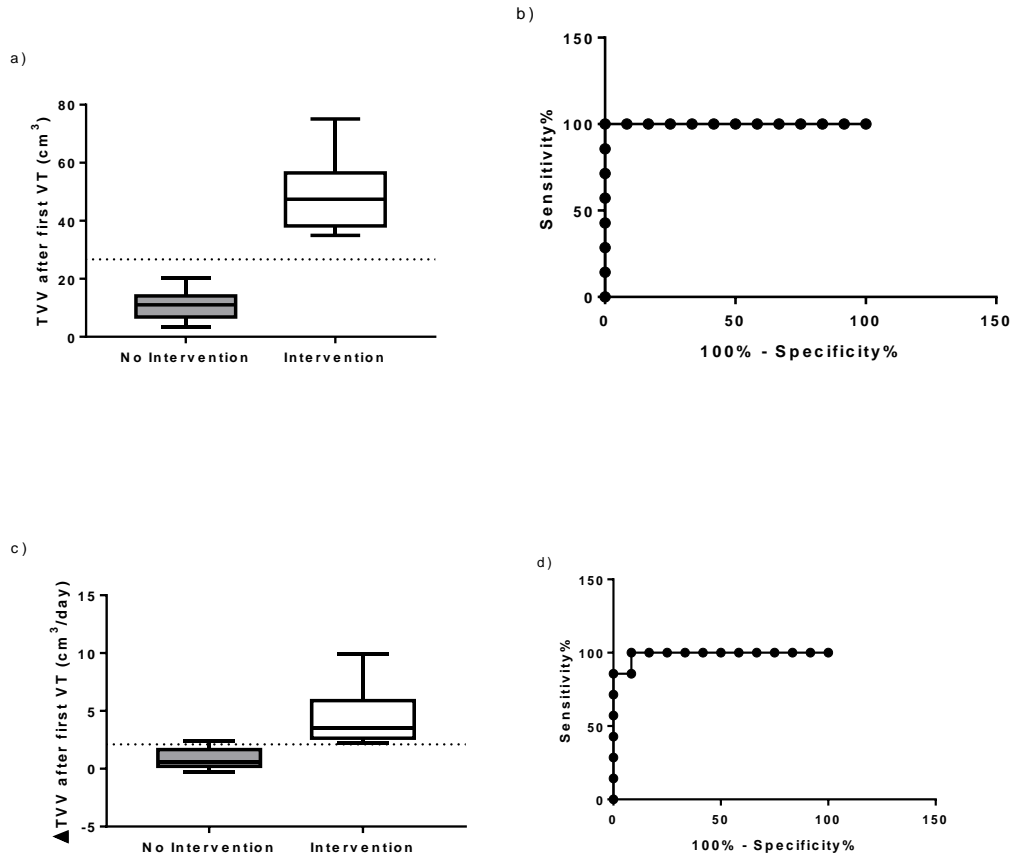 a)
TVV after first VT (cm³)
80
60
40
20
0
No Intervention
Intervention
b)
Sensitivity%
150
100
50
0
0
50
100
150
100% - Specificity%
c)
▲TVV after first VT (cm³/day)
15
10
5
0
-5
No Intervention
Intervention
d)
Sensitivity%
150
100
50
0
0
50
100
150
100% - Specificity%